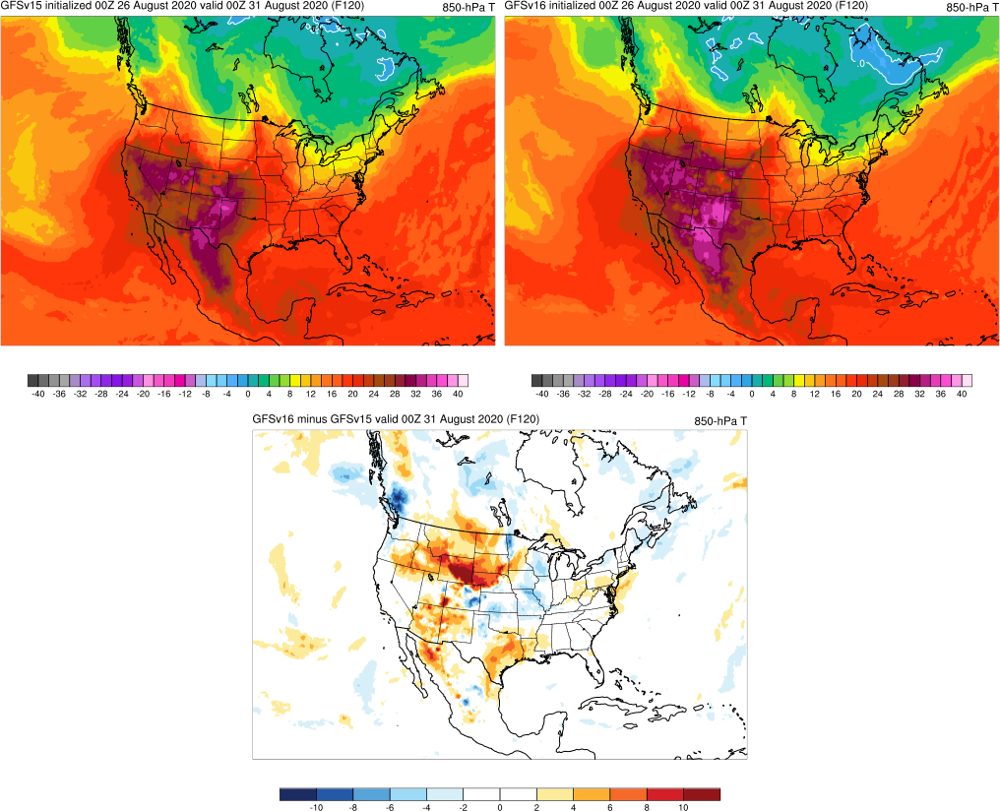 GFSv15 initialized 00Z 26 August 2020 valid 00Z 31 August 2020 (F120) 850-hPa T
GFSv16 initialized 00Z 26 August 2020 valid 00Z 31 August 2020 (F120) 850-hPa T
-40 -36 -32 -28 -24 -20 -16 -12 -8 -4 0 4 8 12 16 20 24 28 32 36 40
-40 -36 -32 -28 -24 -20 -16 -12 -8 -4 0 4 8 12 16 20 24 28 32 36 40
GFSv16 minus GFSv15 valid 00Z 31 August 2020 (F120) 850-hPa T
-10 -8 -6 -4 -2 0 2 4 6 8 10